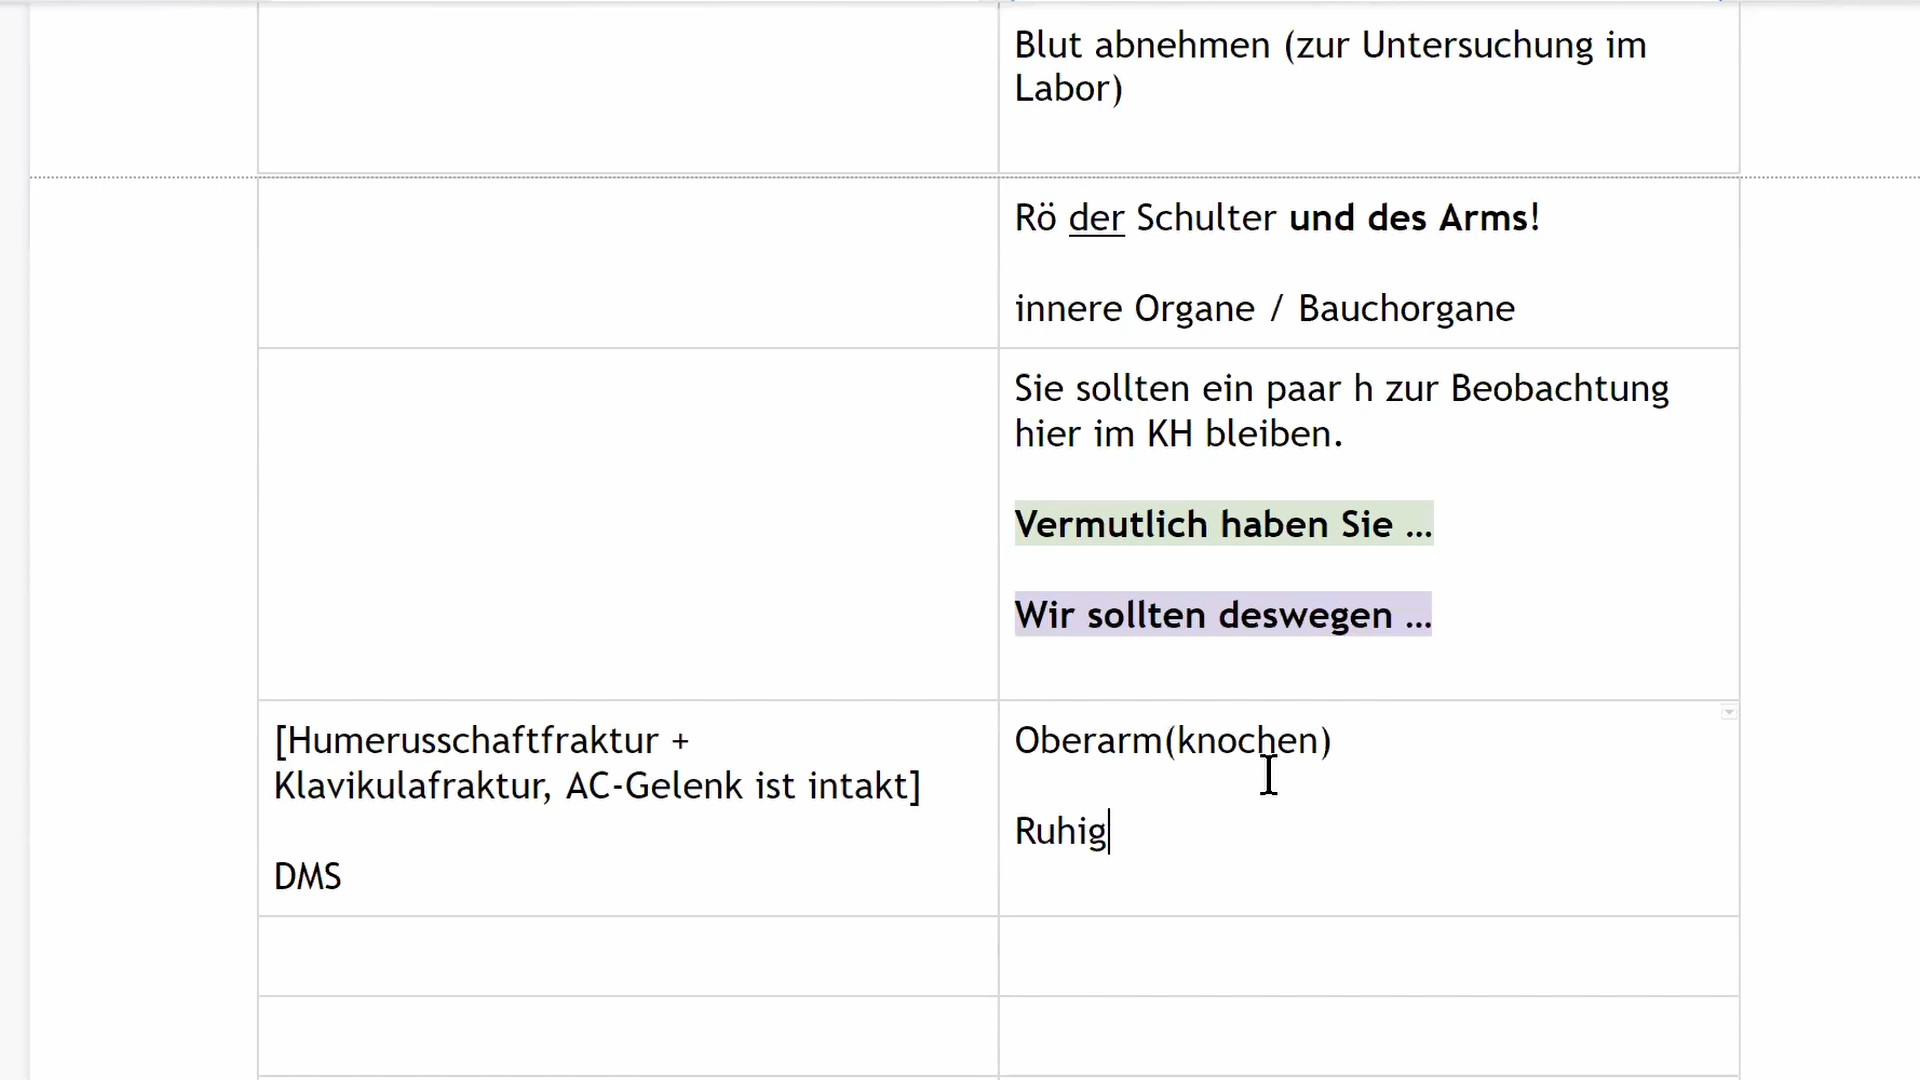 Blut abnehmen (zur Untersuchung im
Labor)
Rö der Schulter und des Arms!
innere Organe / Bauchorgane
Sie sollten ein paar h zur Beobachtung
hier im KH bleiben.
Vermutlich haben Sie ...
Wir sollten deswegen ...
[Humerusschaftfraktur +
Klavikulafraktur, AC-Gelenk ist intakt]
DMS
Oberarm(knochen)
Ruhig